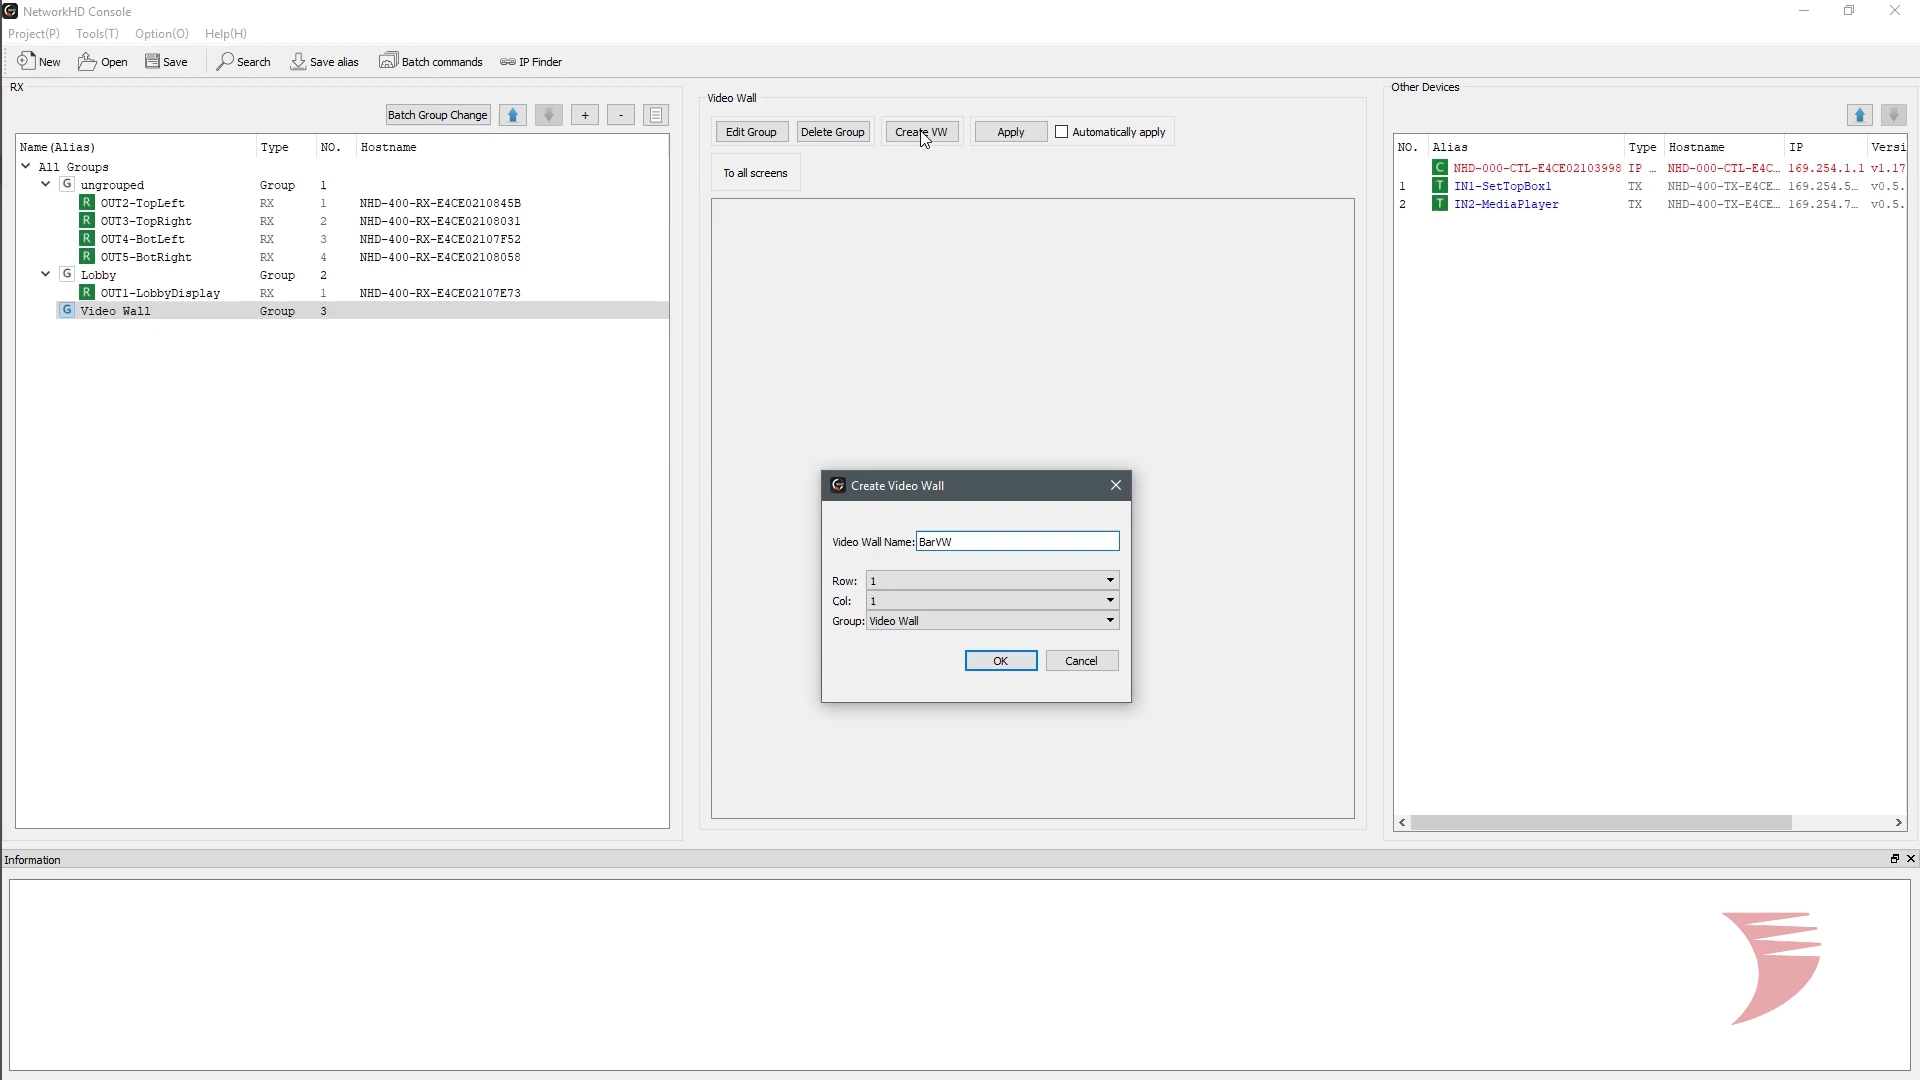 NetworkHD Console
Project(P) Tools(T) Option(O) Help(H)
New Open Save Search Save alias Batch commands IP Finder
RX
Batch Group Change + -
Name(Alias) Type NO. Hostname
All Groups
G ungrouped Group 1
R OUT2-TopLeft RX 1 NHD-400-RX-E4CE0210845B
R OUT3-TopRight RX 2 NHD-400-RX-E4CE02108031
R OUT4-BotLeft RX 3 NHD-400-RX-E4CE02107F52
R OUT5-BotRight RX 4 NHD-400-RX-E4CE02108058
G Lobby Group 2
R OUT1-LobbyDisplay RX 1 NHD-400-RX-E4CE02107E73
G Video Wall Group 3
Video Wall
Edit Group Delete Group Create VW Apply Automatically apply
To all screens
Create Video Wall
Video Wall Name: BarVW
Row: 1
Col: 1
Group: Video Wall
OK Cancel
Other Devices
NO. Alias Type Hostname IP Versi
C NHD-000-CTL-E4CE02103998 IP ... NHD-000-CTL-E4C... 169.254.1.1 v1.17
1 T IN1-SetTopBox1 TX NHD-400-TX-E4CE... 169.254.5... v0.5.
2 T IN2-MediaPlayer TX NHD-400-TX-E4CE... 169.254.7... v0.5.
Information